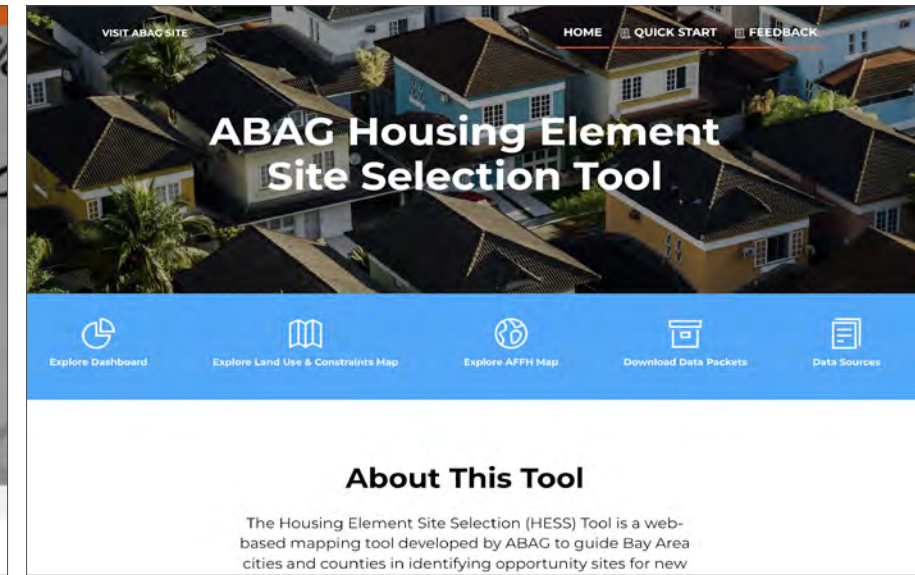 VISIT ABAG SITE
HOME QUICK START FEEDBACK
ABAG Housing Element
Site Selection Tool
Explore Dashboard
Explore Land Use & Constraints Map
Explore AFFH Map
Download Data Packets
Data Sources
About This Tool
The Housing Element Site Selection (HESS) Tool is a web-
based mapping tool developed by ABAG to guide Bay Area
cities and counties in identifying opportunity sites for new